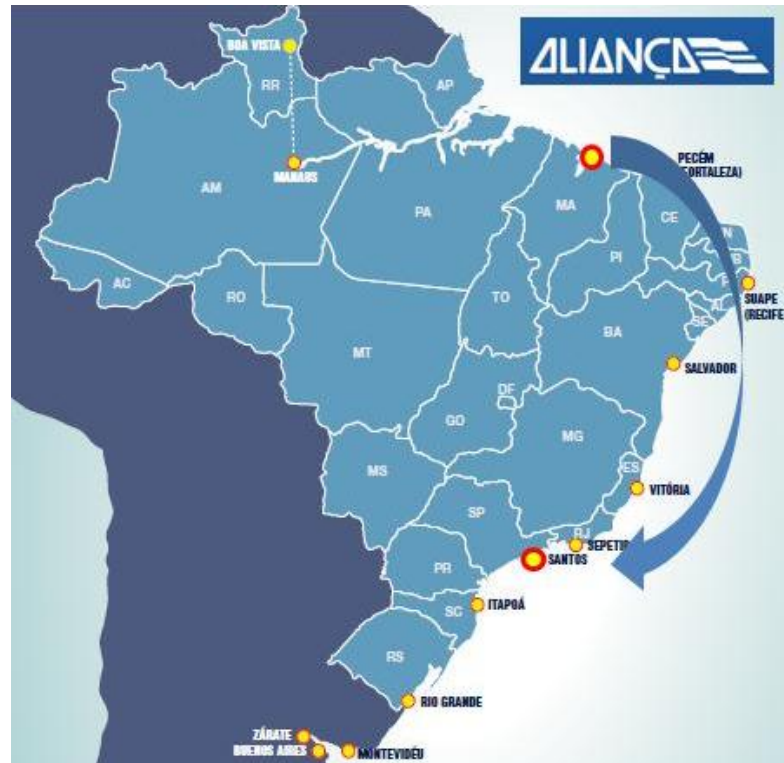 ALIANÇA
BOA VISTA
RR
AP
PECÉM
(FORTALEZA)
MANAUS
AM
PA
MA
CE
PI
AC
RO
TO
SE
SUAPE
(RECIFE
BA
MT
SALVADOR
DF
GO
MG
MS
ES
VITÓRIA
SP
RJ
SANTOS
PR
ITAPOÁ
SC
RS
RIO GRANDE
ZÁRATE
BUENOS AIRES
MONTEVIDÉU